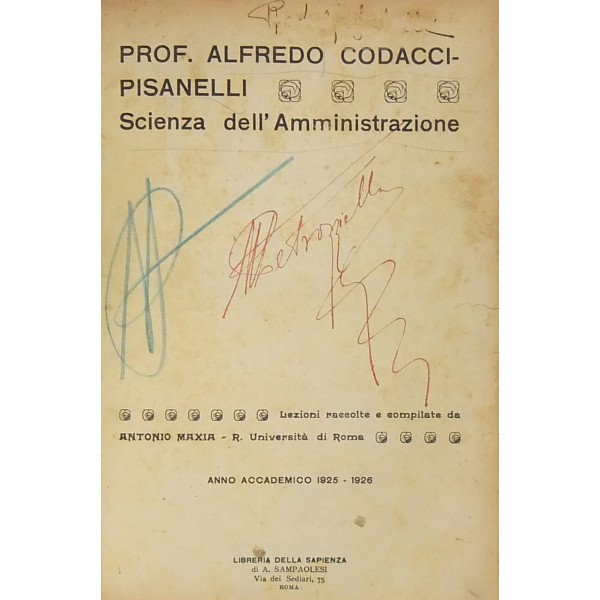 PROF. ALFREDO CODACCI-
PISANELLI
Scienza dell'Amministrazione
Petrozziello
Lezioni raccolte e compilate da
ANTONIO MAXIA - R. Università di Roma
ANNO ACCADEMICO 1925 - 1926
LIBRERIA DELLA SAPIENZA
di A. SAMPAOLESI
Via dei Sediari, 75
ROMA